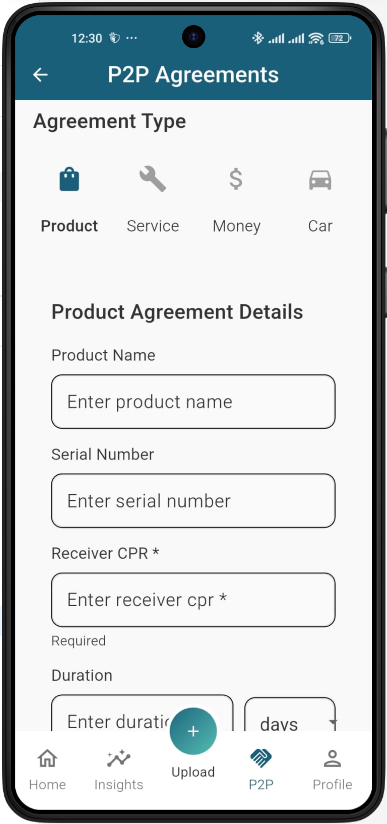 12:30
72
P2P Agreements
Agreement Type
Product Service Money Car
Product Agreement Details
Product Name
Enter product name
Serial Number
Enter serial number
Receiver CPR *
Enter receiver cpr *
Required
Duration
Enter duratio
days
Home Insights Upload P2P Profile